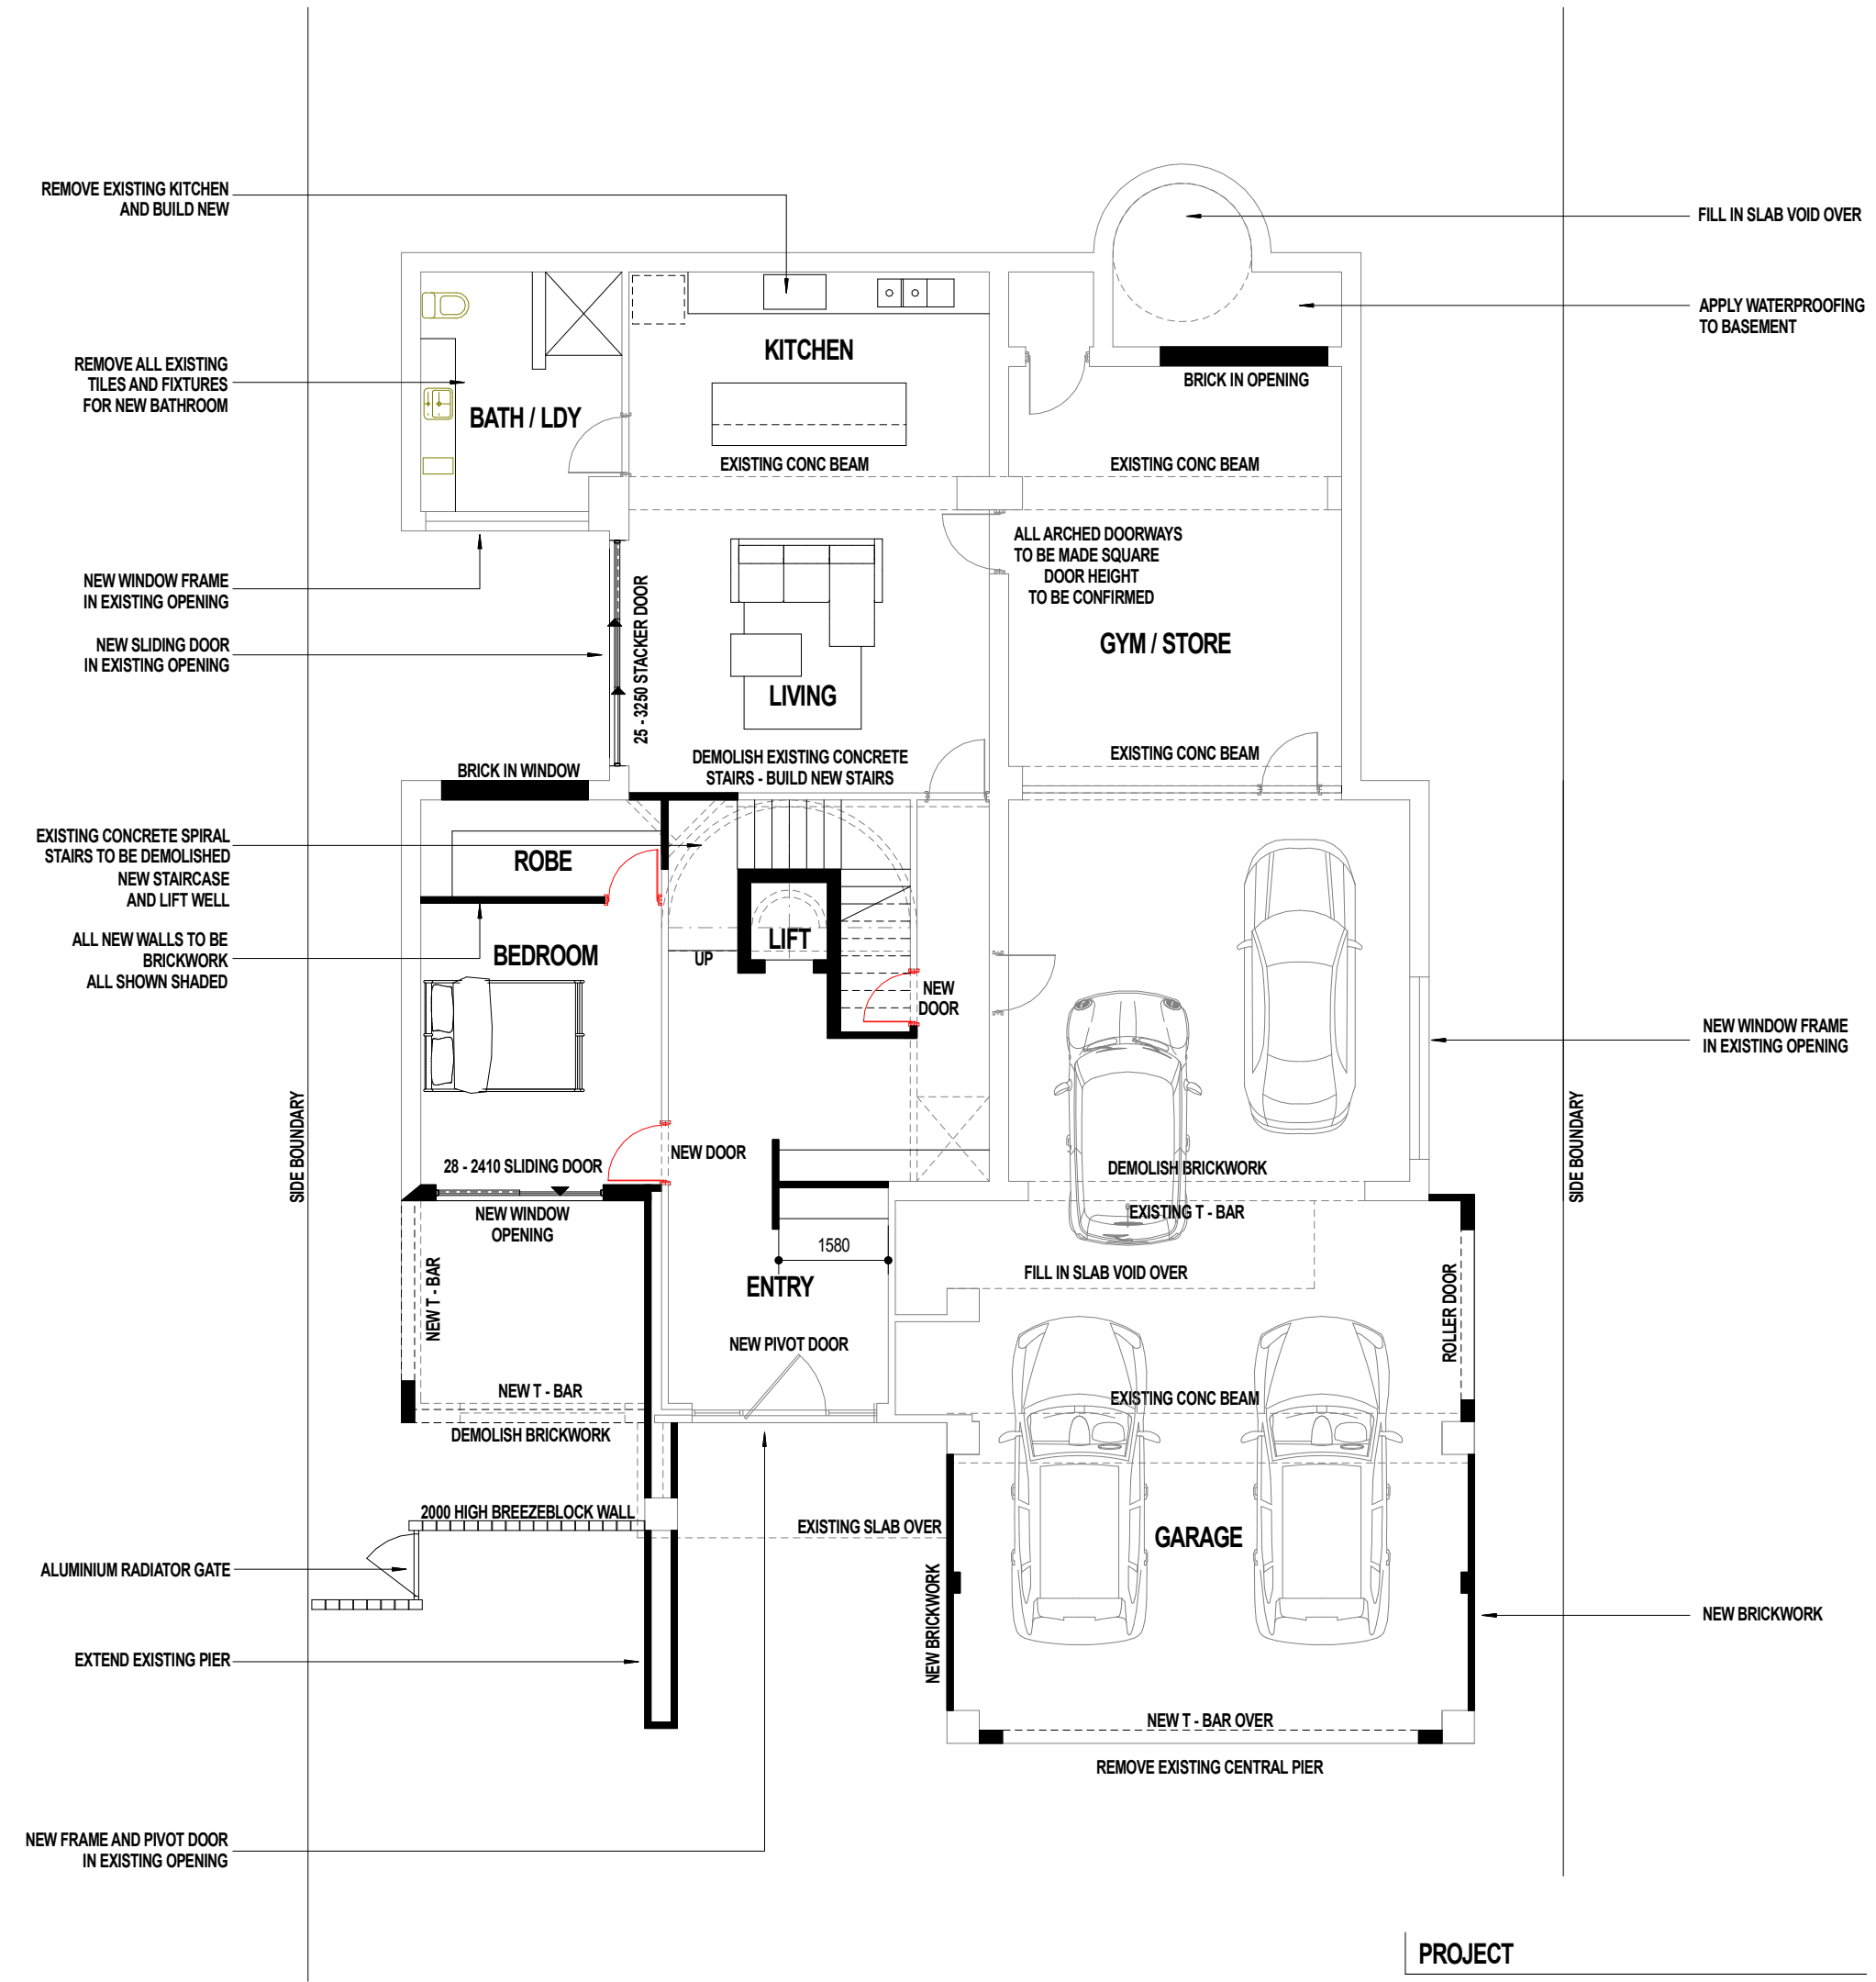 REMOVE EXISTING KITCHEN
AND BUILD NEW
FILL IN SLAB VOID OVER
APPLY WATERPROOFING
TO BASEMENT
KITCHEN
REMOVE ALL EXISTING
TILES AND FIXTURES
FOR NEW BATHROOM
BATH / LDY
BRICK IN OPENING
EXISTING CONC BEAM
EXISTING CONC BEAM
ALL ARCHED DOORWAYS
TO BE MADE SQUARE
DOOR HEIGHT
TO BE CONFIRMED
NEW WINDOW FRAME
IN EXISTING OPENING
NEW SLIDING DOOR
IN EXISTING OPENING
25 - 3250 STACKER DOOR
GYM / STORE
LIVING
BRICK IN WINDOW
DEMOLISH EXISTING CONCRETE
STAIRS - BUILD NEW STAIRS
EXISTING CONC BEAM
EXISTING CONCRETE SPIRAL
STAIRS TO BE DEMOLISHED
NEW STAIRCASE
AND LIFT WELL
ROBE
ALL NEW WALLS TO BE
BRICKWORK
ALL SHOWN SHADED
BEDROOM
LIFT
UP
NEW
DOOR
NEW WINDOW FRAME
IN EXISTING OPENING
SIDE BOUNDARY
SIDE BOUNDARY
NEW DOOR
28 - 2410 SLIDING DOOR
DEMOLISH BRICKWORK
NEW WINDOW
OPENING
EXISTING T - BAR
1580
NEW T - BAR
ENTRY
FILL IN SLAB VOID OVER
ROLLER DOOR
NEW PIVOT DOOR
NEW T - BAR
EXISTING CONC BEAM
DEMOLISH BRICKWORK
2000 HIGH BREEZEBLOCK WALL
EXISTING SLAB OVER
GARAGE
ALUMINIUM RADIATOR GATE
NEW BRICKWORK
NEW BRICKWORK
EXTEND EXISTING PIER
NEW T - BAR OVER
REMOVE EXISTING CENTRAL PIER
NEW FRAME AND PIVOT DOOR
IN EXISTING OPENING
PROJECT